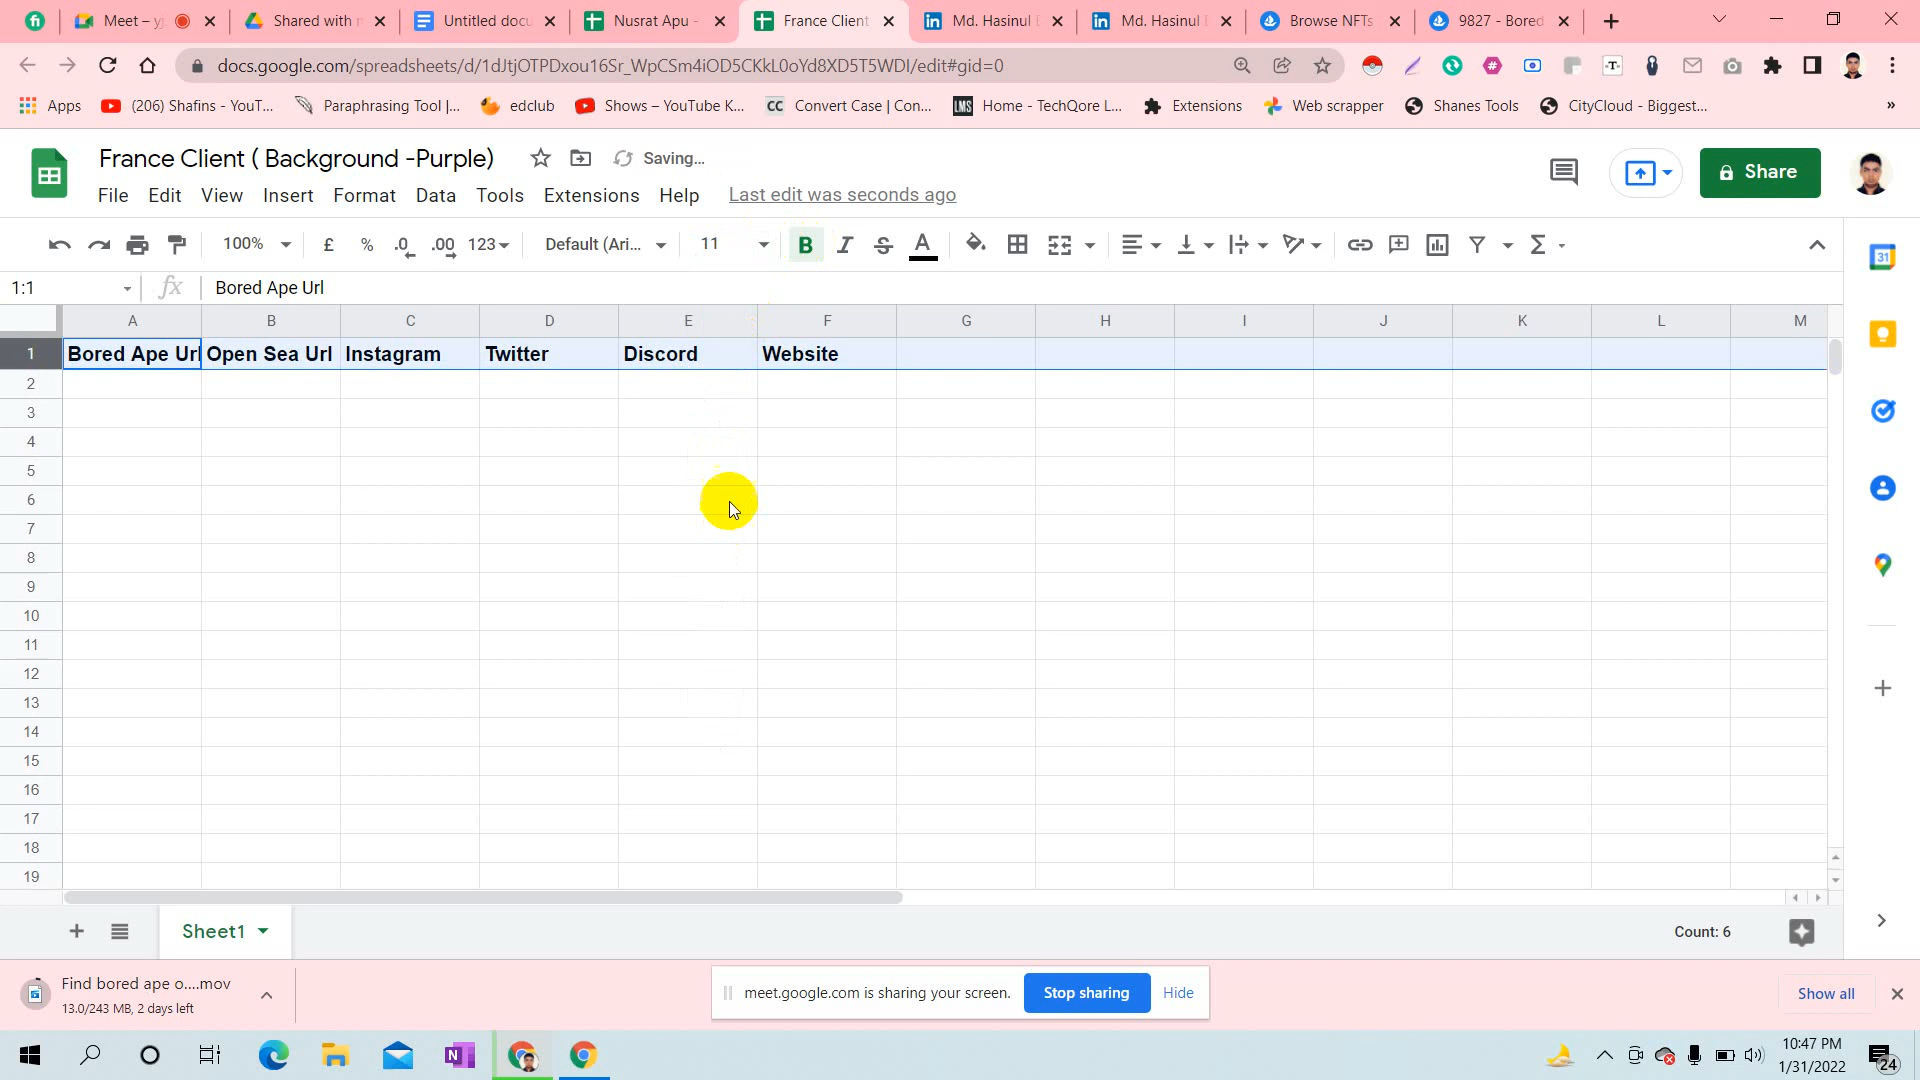 Meet – yj
Shared with m
Untitled docu
Nusrat Apu -
France Client
Md. Hasinul
Md. Hasinul
Browse NFTs
9827 - Bored
docs.google.com/spreadsheets/d/1dJtjOTPDxou16Sr_WpCSm4iOD5CKkL0oYd8XD5T5WDI/edit#gid=0
Apps
(206) Shafins - YouT...
Paraphrasing Tool |...
edclub
Shows – YouTube K...
CC
Convert Case | Con...
LMS
Home - TechQore L...
Extensions
Web scrapper
Shanes Tools
CityCloud - Biggest...
»
France Client ( Background -Purple)
Saving...
Share
File Edit View Insert Format Data Tools Extensions Help
Last edit was seconds ago
100% £ % .0 .00 123 Default (Ari... 11 B I S A Σ
31
1:1 fx Bored Ape Url
A B C D E F G H I J K L M
1 Bored Ape Url Open Sea Url Instagram Twitter Discord Website
2
3
4
5
6
7
8
9
10
11
12
13
14
15
16
17
18
19
Sheet1
Count: 6
Find bored ape o....mov
13.0/243 MB, 2 days left
meet.google.com is sharing your screen.
Stop sharing
Hide
Show all
10:47 PM
1/31/2022
24